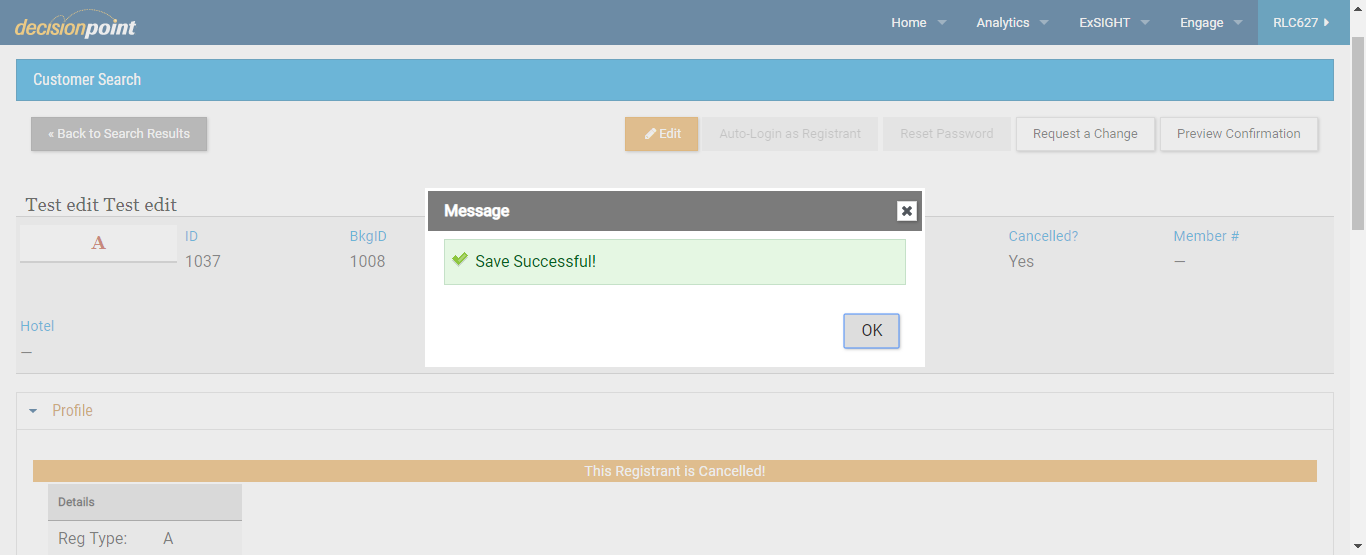 decisionpoint
Home Analytics ExSIGHT Engage RLC627
Customer Search
« Back to Search Results Edit Auto-Login as Registrant Reset Password Request a Change Preview Confirmation
Test edit Test edit
Message
A ID BkgID Cancelled? Member #
1037 1008 Yes —
Save Successful!
Hotel
—
OK
Profile
This Registrant is Cancelled!
Details
Reg Type: A